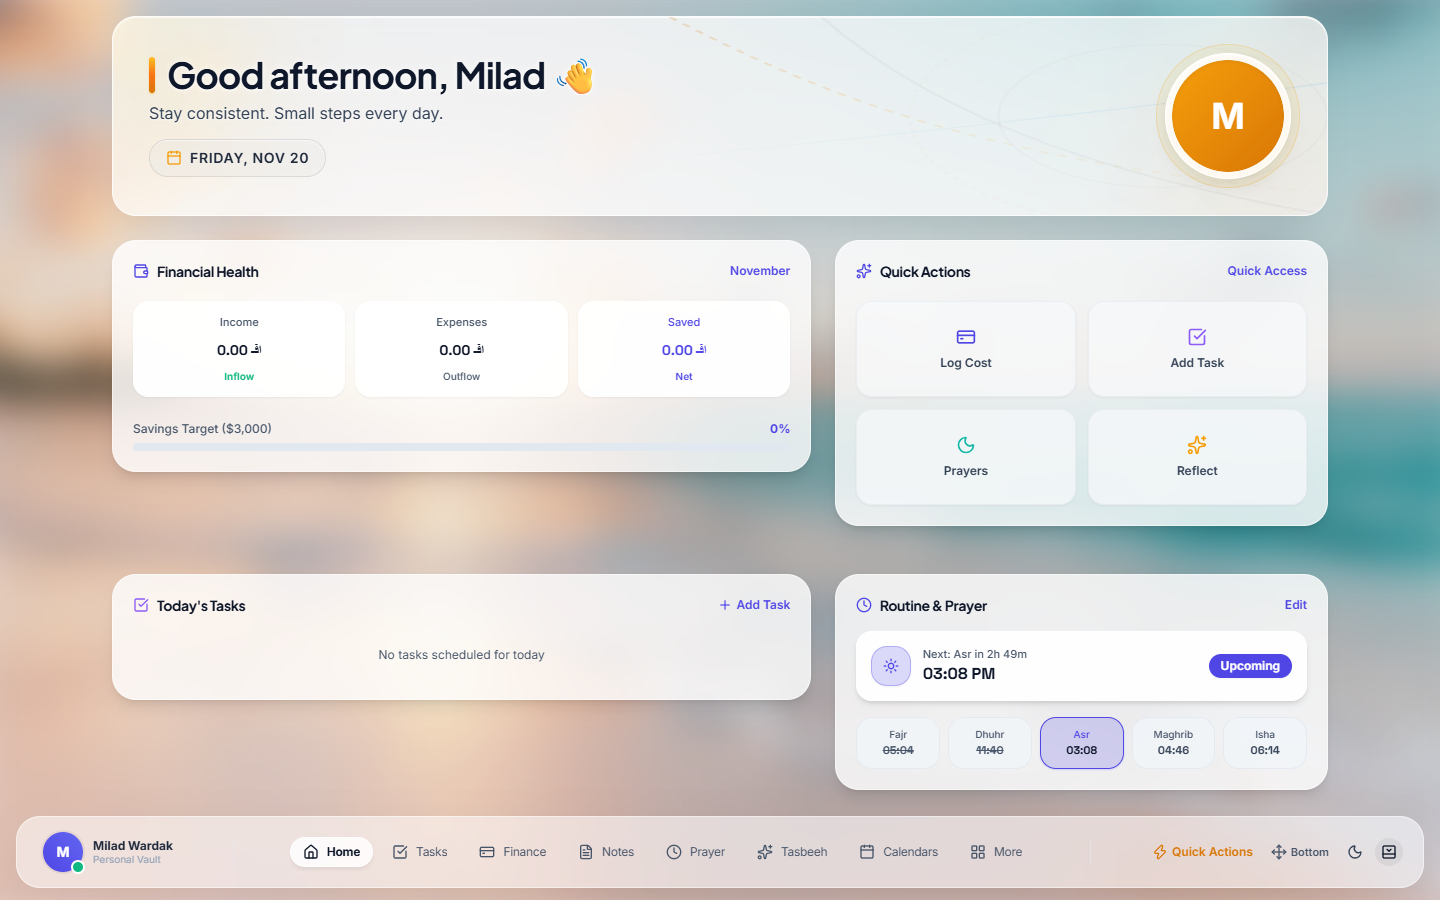 Good afternoon, Milad 👋
Stay consistent. Small steps every day.
FRIDAY, NOV 20
M
Financial Health
November
Income
0.00 اف
Inflow
Expenses
0.00 اف
Outflow
Saved
0.00 اف
Net
Savings Target ($3,000)
0%
Quick Actions
Quick Access
Log Cost
Add Task
Prayers
Reflect
Today's Tasks
+ Add Task
No tasks scheduled for today
Routine & Prayer
Edit
Next: Asr in 2h 49m
03:08 PM
Upcoming
Fajr
05:04
Dhuhr
11:40
Asr
03:08
Maghrib
04:46
Isha
06:14
M
Milad Wardak
Personal Vault
Home
Tasks
Finance
Notes
Prayer
Tasbeeh
Calendars
More
Quick Actions
Bottom